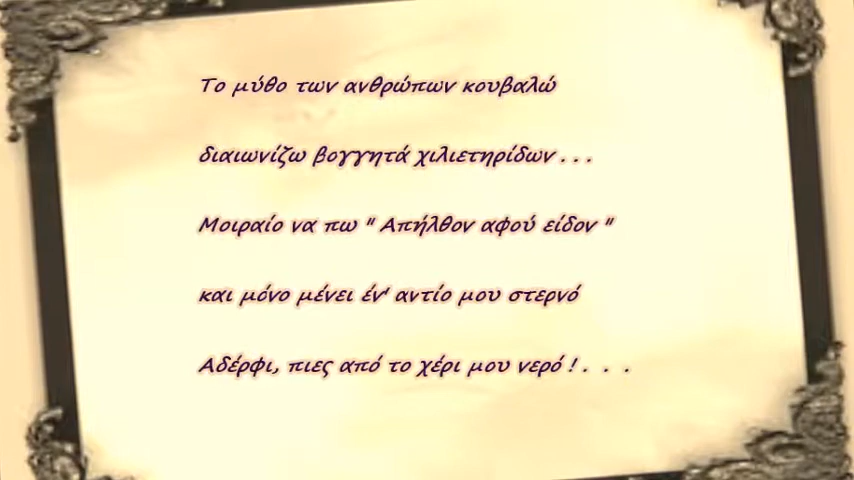 Το μύθο των ανθρώπων κουβαλώ
διαιωνίζω βογγητά χιλιετηρίδων . . .
Μοιραίο να πω " Απήλθον αφού είδον "
και μόνο μένει έν' αντίο μου στερνό
Αδέρφι, πιες από το χέρι μου νερό ! . . .